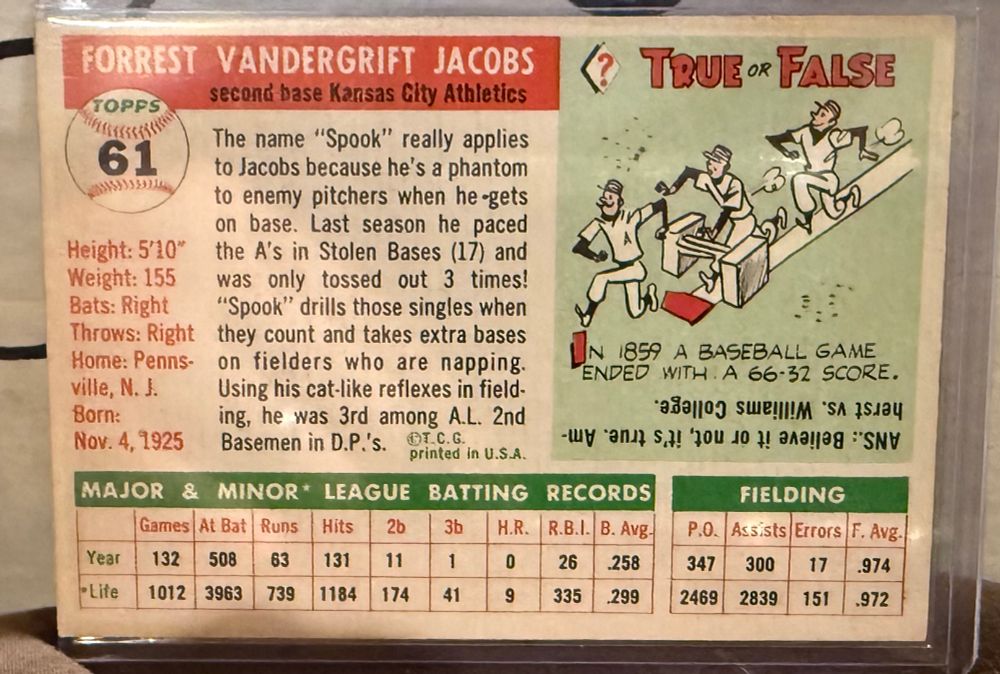 FORREST VANDERGRIFT JACOBS
second base Kansas City Athletics
TOPPS
61
Height: 5'10"
Weight: 155
Bats: Right
Throws: Right
Home: Penns-
ville, N. J.
Born:
Nov. 4, 1925
The name "Spook" really applies
to Jacobs because he's a phantom
to enemy pitchers when he gets
on base. Last season he paced
the A's in Stolen Bases (17) and
was only tossed out 3 times!
"Spook" drills those singles when
they count and takes extra bases
on fielders who are napping.
Using his cat-like reflexes in field-
ing, he was 3rd among A.L. 2nd
Basemen in D.P.'s.
©T.C.G.
printed in U.S.A.
?
TRUE OR FALSE
A
IN 1859 A BASEBALL GAME
ENDED WITH A 66-32 SCORE.
ANS.: Believe it or not, it's true. Am-
herst vs. Williams College.
MAJOR & MINOR* LEAGUE BATTING RECORDS
Games At Bat Runs Hits 2b 3b H.R. R.B.I. B. Avg.
Year 132 508 63 131 11 1 0 26 .258
*Life 1012 3963 739 1184 174 41 9 335 .299
FIELDING
P.O. Assists Errors F. Avg.
347 300 17 .974
2469 2839 151 .972